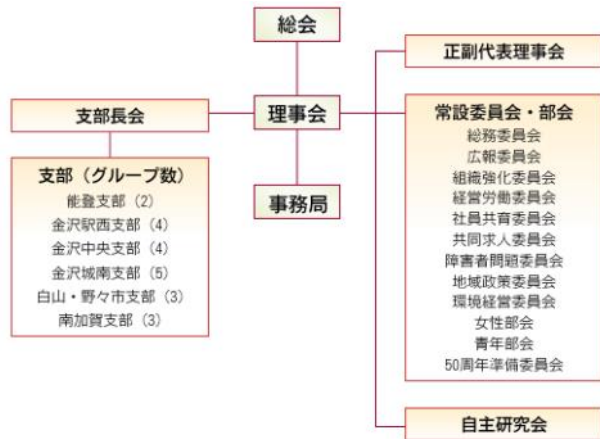 総会
理事会
事務局
支部長会
支部（グループ数）
能登支部（2）
金沢駅西支部（4）
金沢中央支部（4）
金沢城南支部（5）
白山・野々市支部（3）
南加賀支部（3）
正副代表理事会
常設委員会・部会
総務委員会
広報委員会
組織強化委員会
経営労働委員会
社員共育委員会
共同求人委員会
障害者問題委員会
地域政策委員会
環境経営委員会
女性部会
青年部会
50周年準備委員会
自主研究会